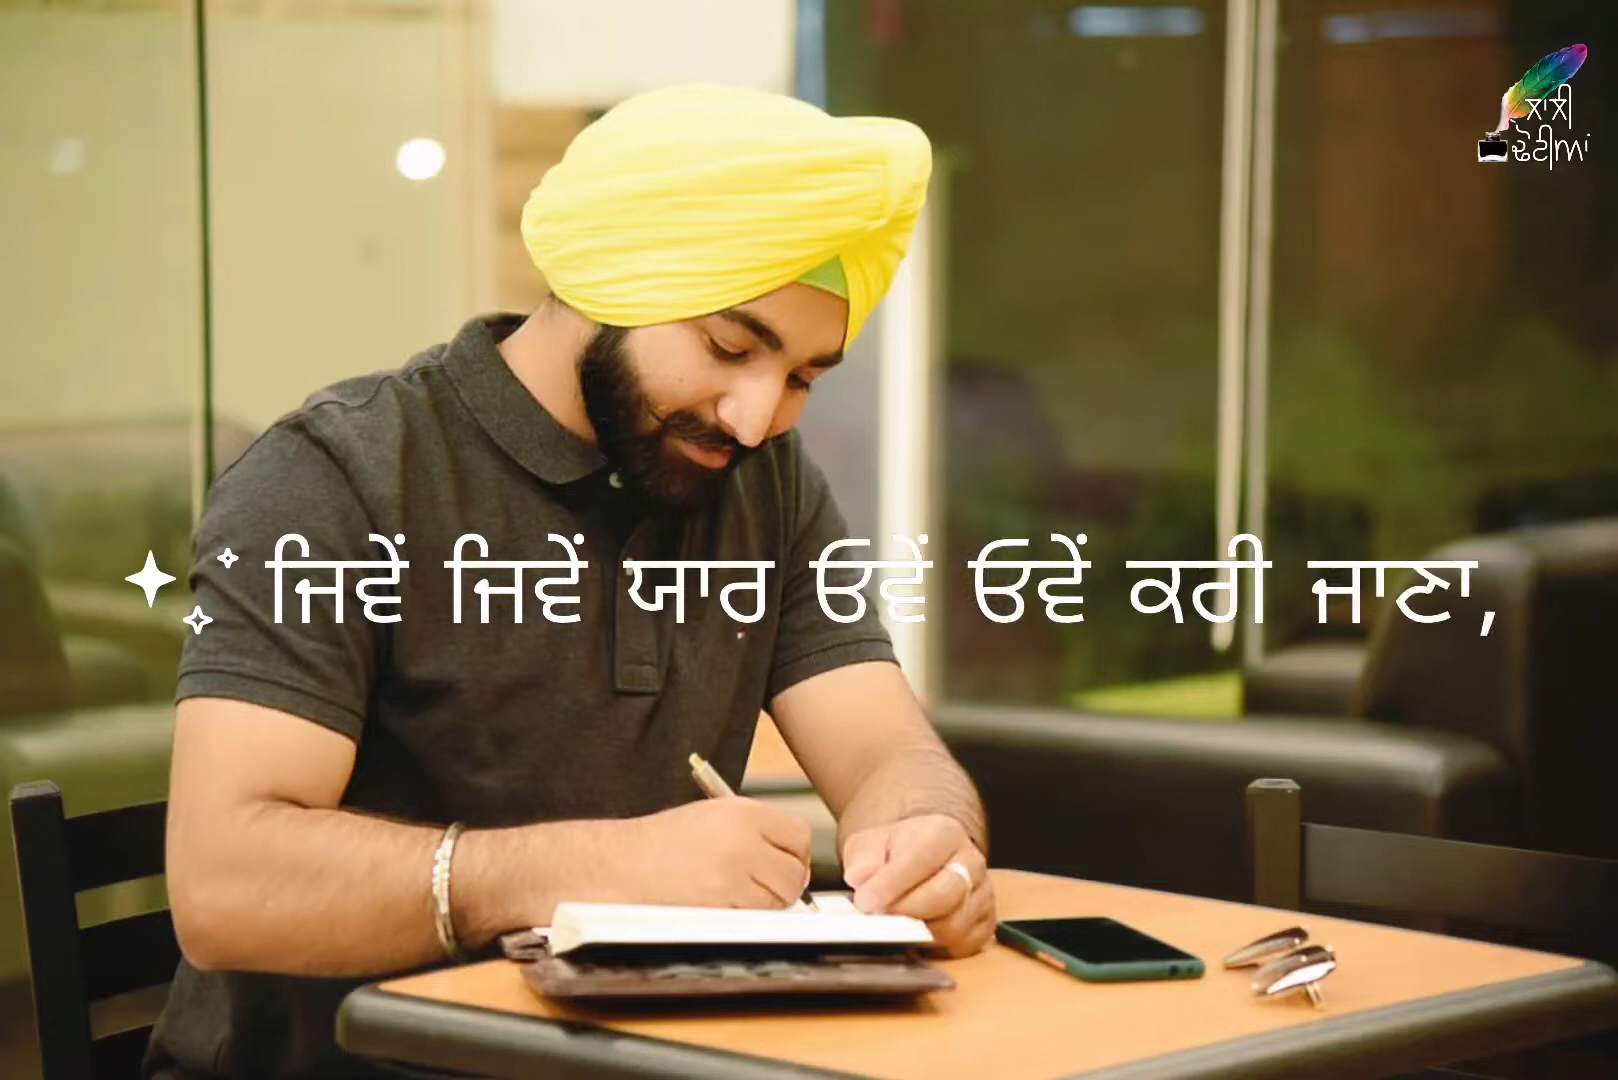 ਲਾਲੀ
ਢੋਟੀਆਂ
ਜਿਵੇਂ ਜਿਵੇਂ ਯਾਰ ਓਵੇਂ ਓਵੇਂ ਕਰੀ ਜਾਣਾ,